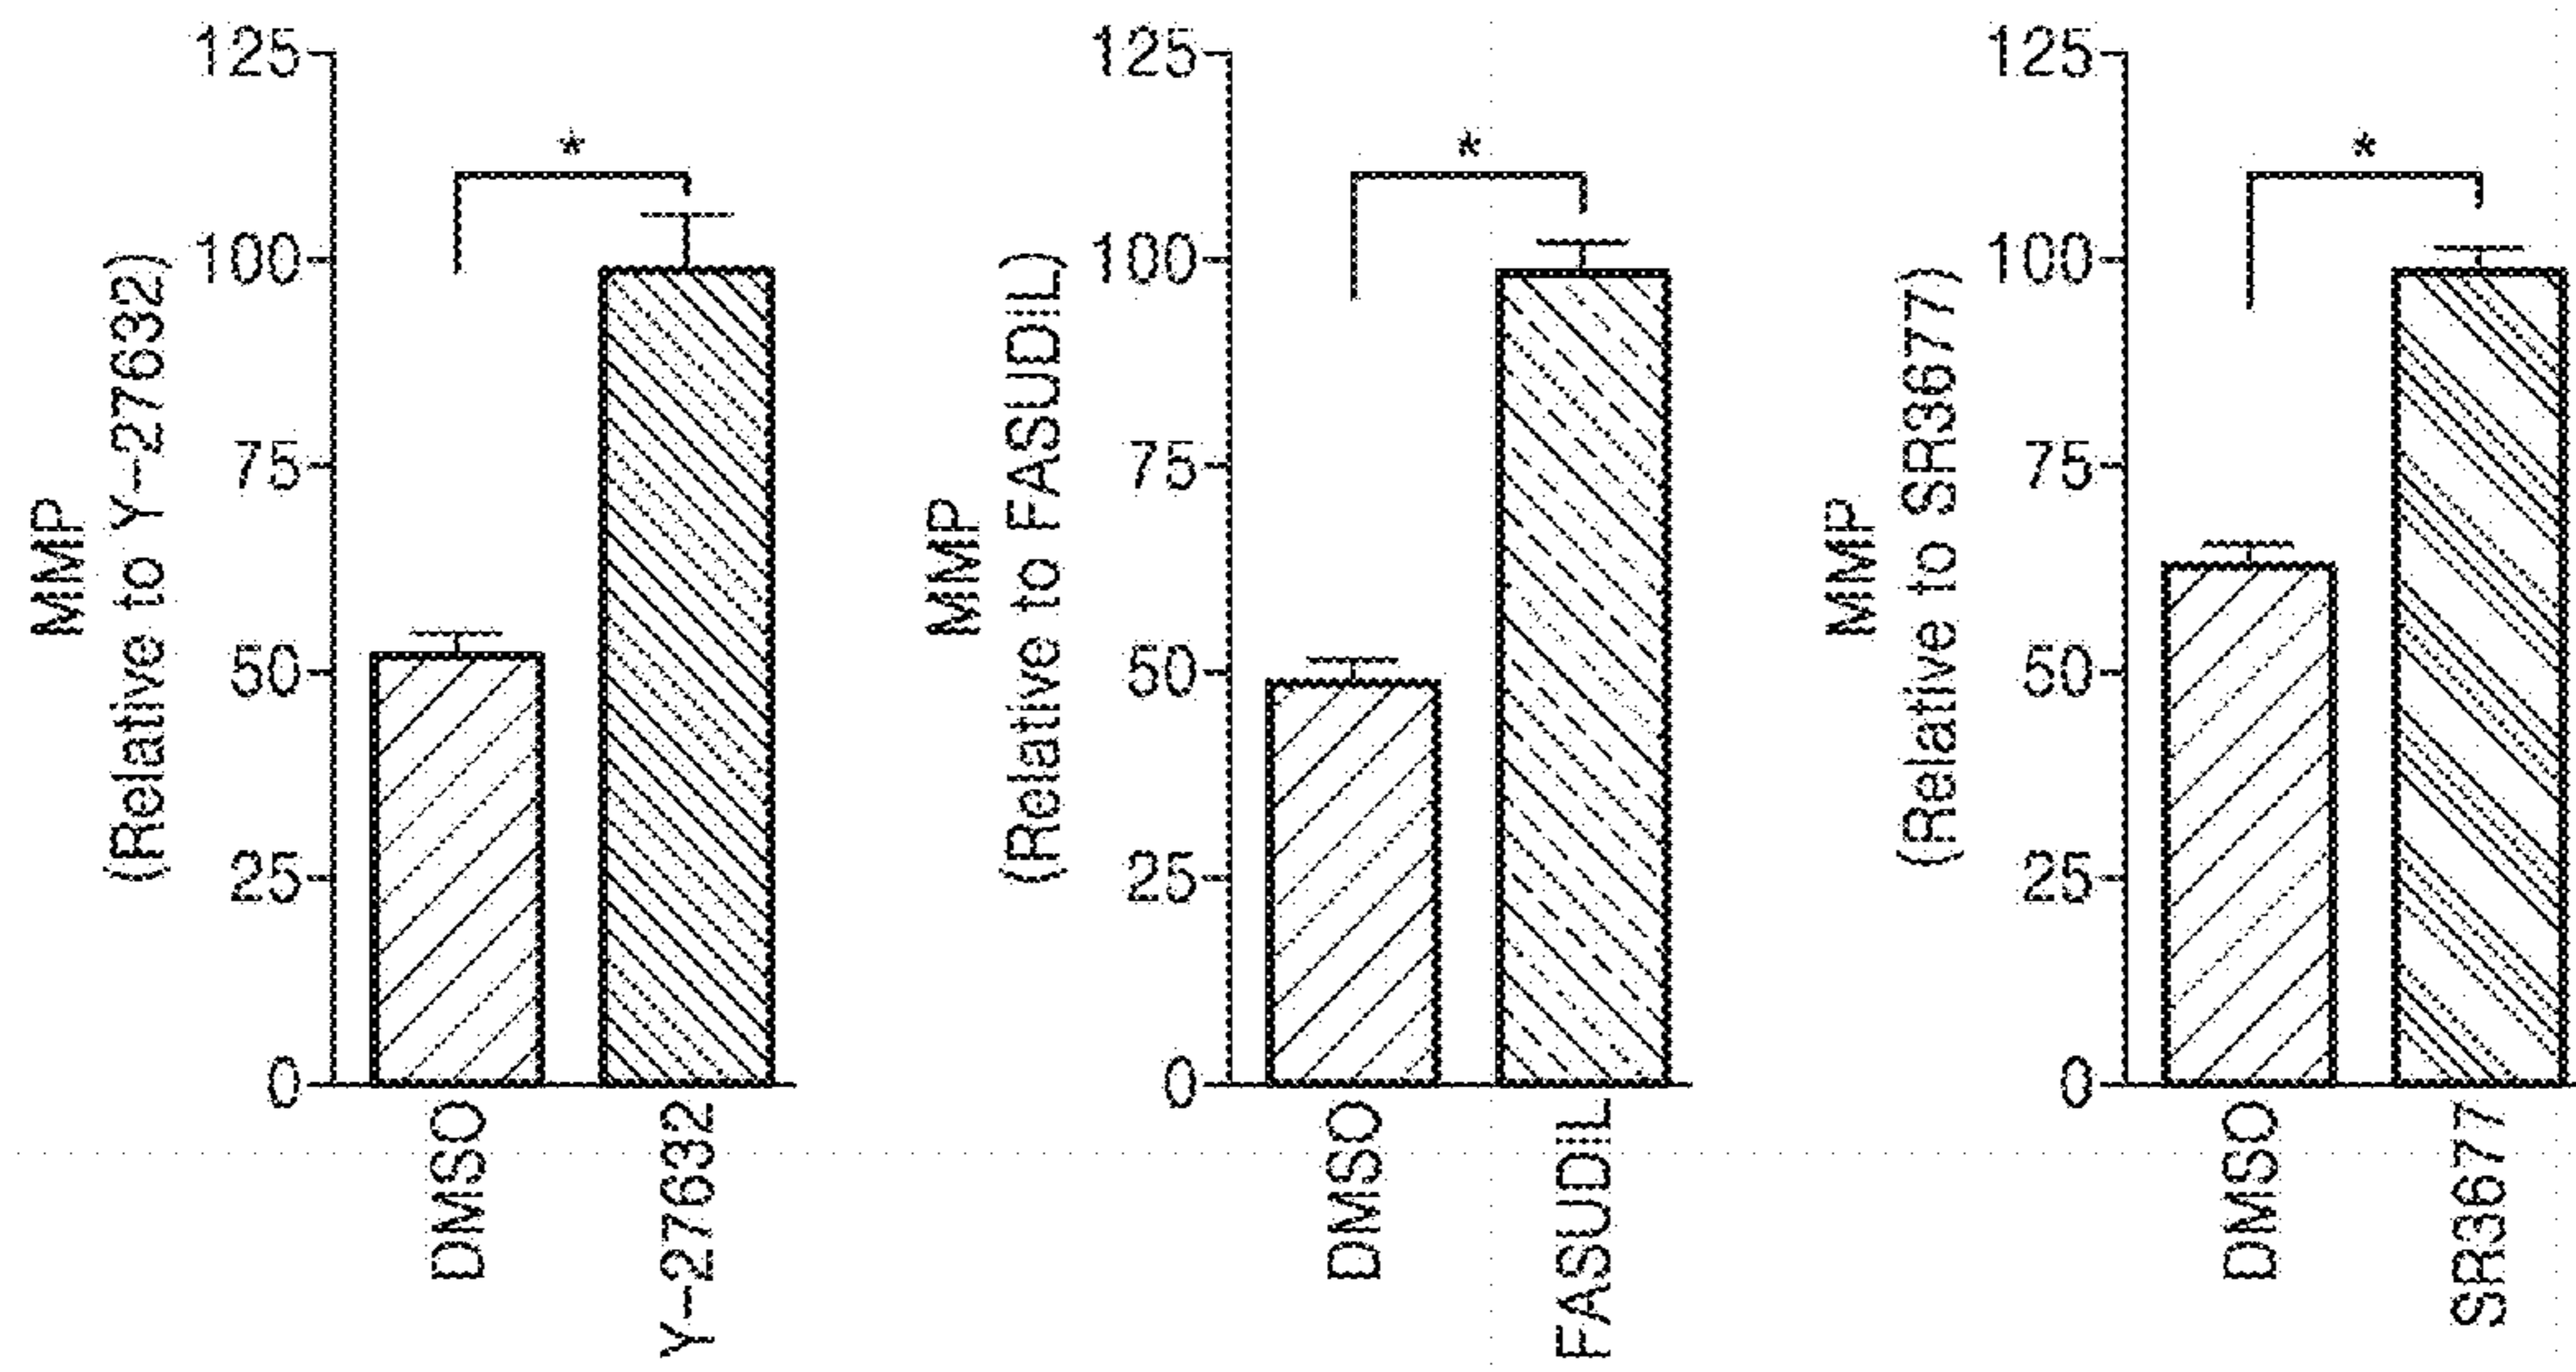 MMP
(Relative to Y-27632)
125
100
75
50
25
0
*
DMSO
Y-27632
MMP
(Relative to FASUDIL)
125
100
75
50
25
0
*
DMSO
FASUDIL
MMP
(Relative to SR3677)
125
100
75
50
25
0
*
DMSO
SR3677